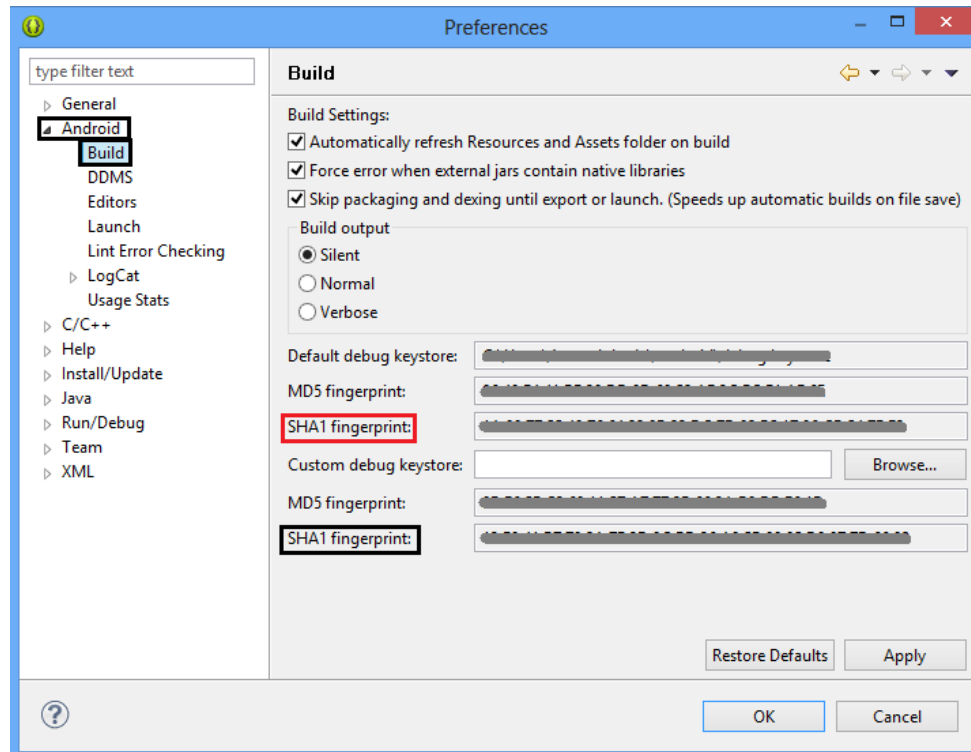 Preferences
type filter text
General
Android
Build
DDMS
Editors
Launch
Lint Error Checking
LogCat
Usage Stats
C/C++
Help
Install/Update
Java
Run/Debug
Team
XML
Build
Build Settings:
Automatically refresh Resources and Assets folder on build
Force error when external jars contain native libraries
Skip packaging and dexing until export or launch. (Speeds up automatic builds on file save)
Build output
Silent
Normal
Verbose
Default debug keystore:
MD5 fingerprint:
SHA1 fingerprint:
Custom debug keystore:
Browse...
MD5 fingerprint:
SHA1 fingerprint:
Restore Defaults
Apply
OK
Cancel